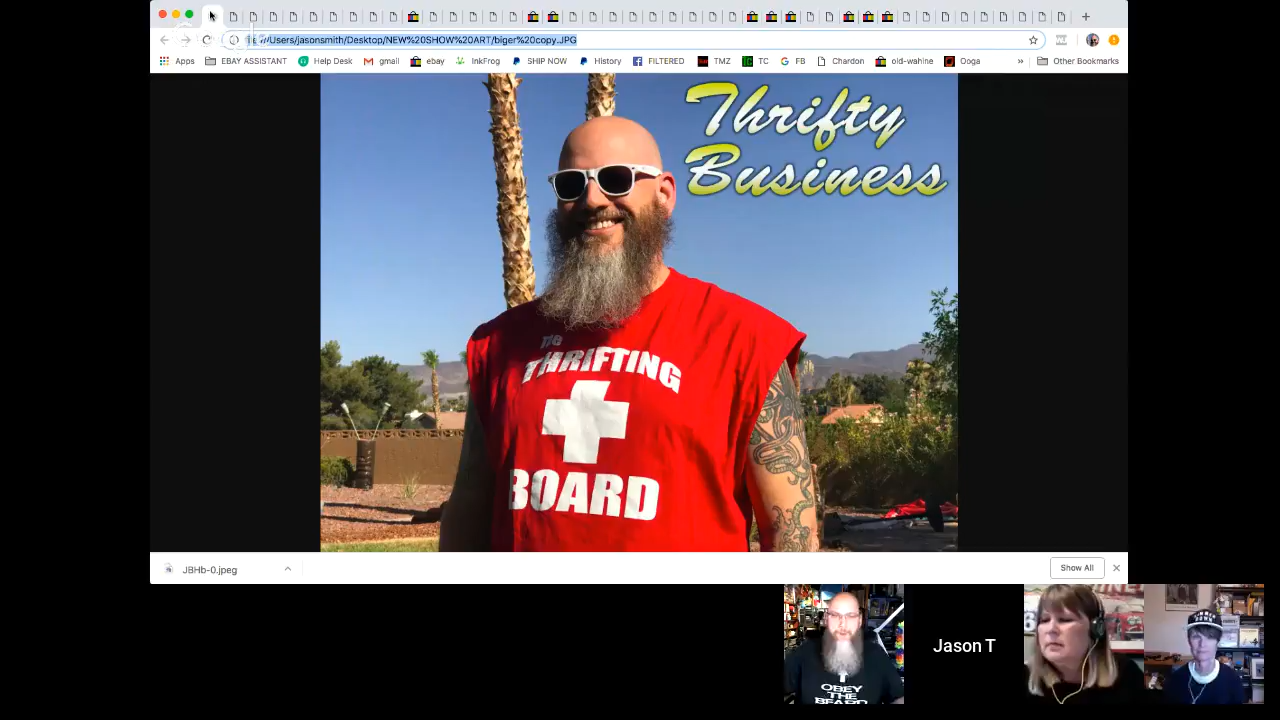 /Users/jasonsmith/Desktop/NEW%20SHOW%20ART/biger%20copy.JPG
Apps EBAY ASSISTANT Help Desk gmail ebay InkFrog SHIP NOW History FILTERED TMZ TC FB Chardon old-wahine Ooga » Other Bookmarks
Thrifty
Business
THRIFTING
BOARD
JBHb-0.jpeg
Show All
Jason T
OBEY
THE
BEARD